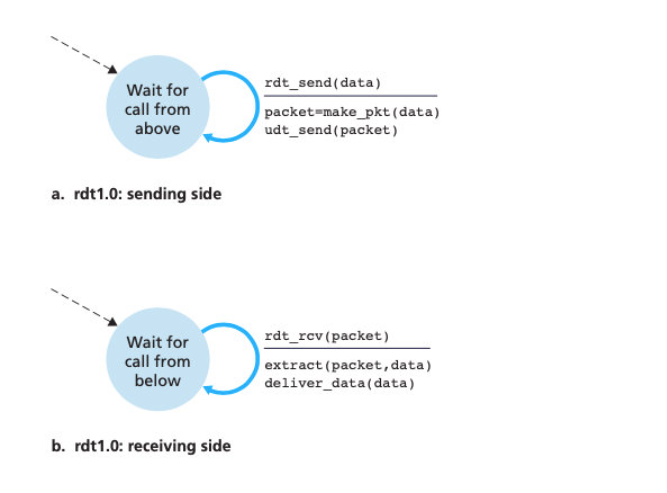 Wait for
call from
above
rdt_send(data)
packet=make_pkt(data)
udt_send(packet)
a. rdt1.0: sending side
Wait for
call from
below
rdt_rcv(packet)
extract(packet,data)
deliver_data(data)
b. rdt1.0: receiving side